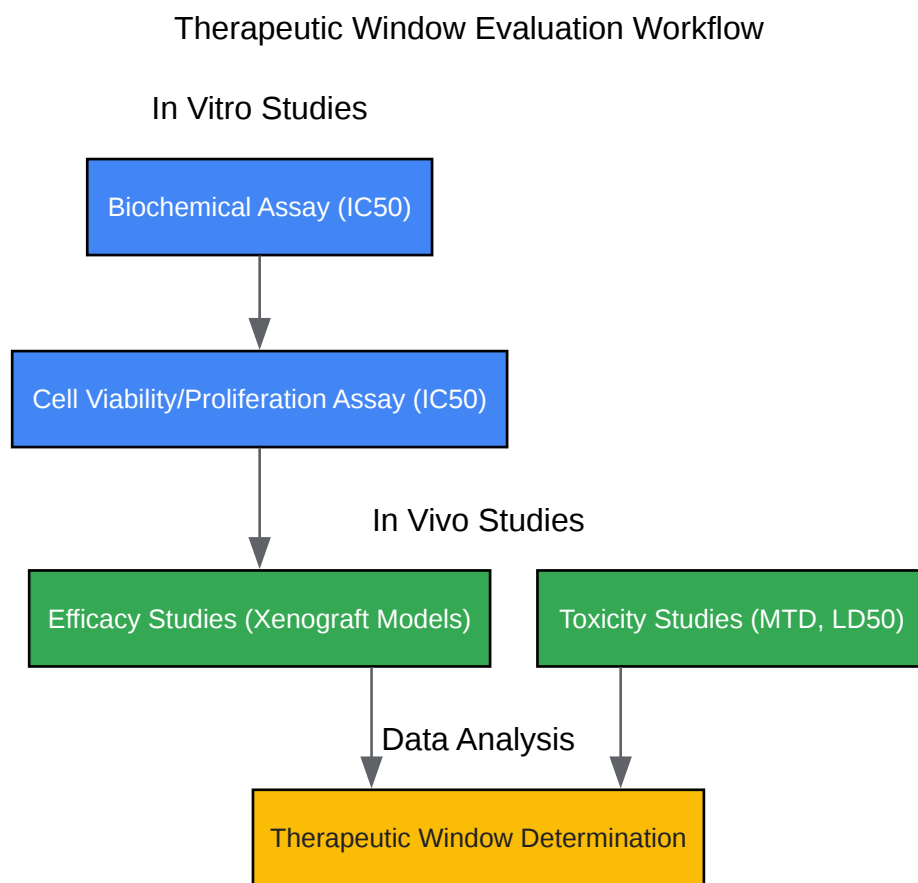 Therapeutic Window Evaluation Workflow
In Vitro Studies
Biochemical Assay (IC50)
Cell Viability/Proliferation Assay (IC50)
In Vivo Studies
Efficacy Studies (Xenograft Models)
Toxicity Studies (MTD, LD50)
Data Analysis
Therapeutic Window Determination